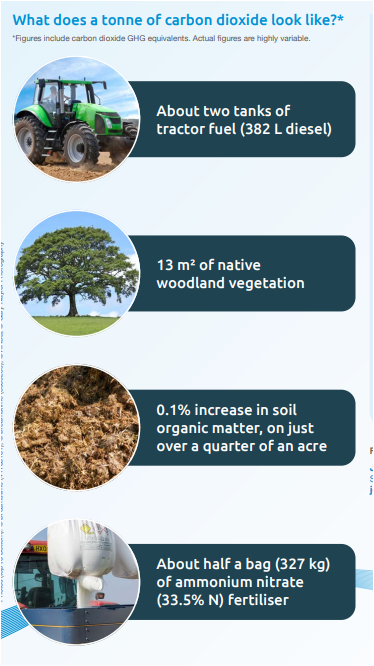 What does a tonne of carbon dioxide look like?*
*Figures include carbon dioxide GHG equivalents. Actual figures are highly variable.
About two tanks of
tractor fuel (382 L diesel)
13 m² of native
woodland vegetation
0.1% increase in soil
organic matter, on just
over a quarter of an acre
About half a bag (327 kg)
of ammonium nitrate
(33.5% N) fertiliser